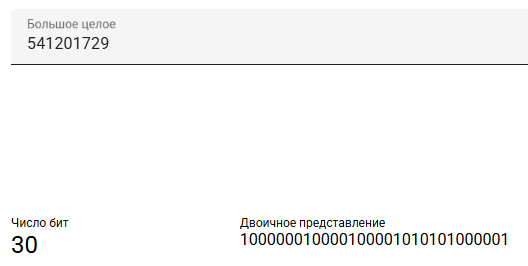 Большое целое
541201729
Число бит
Двоичное представление
30
100000010000100001010101000001